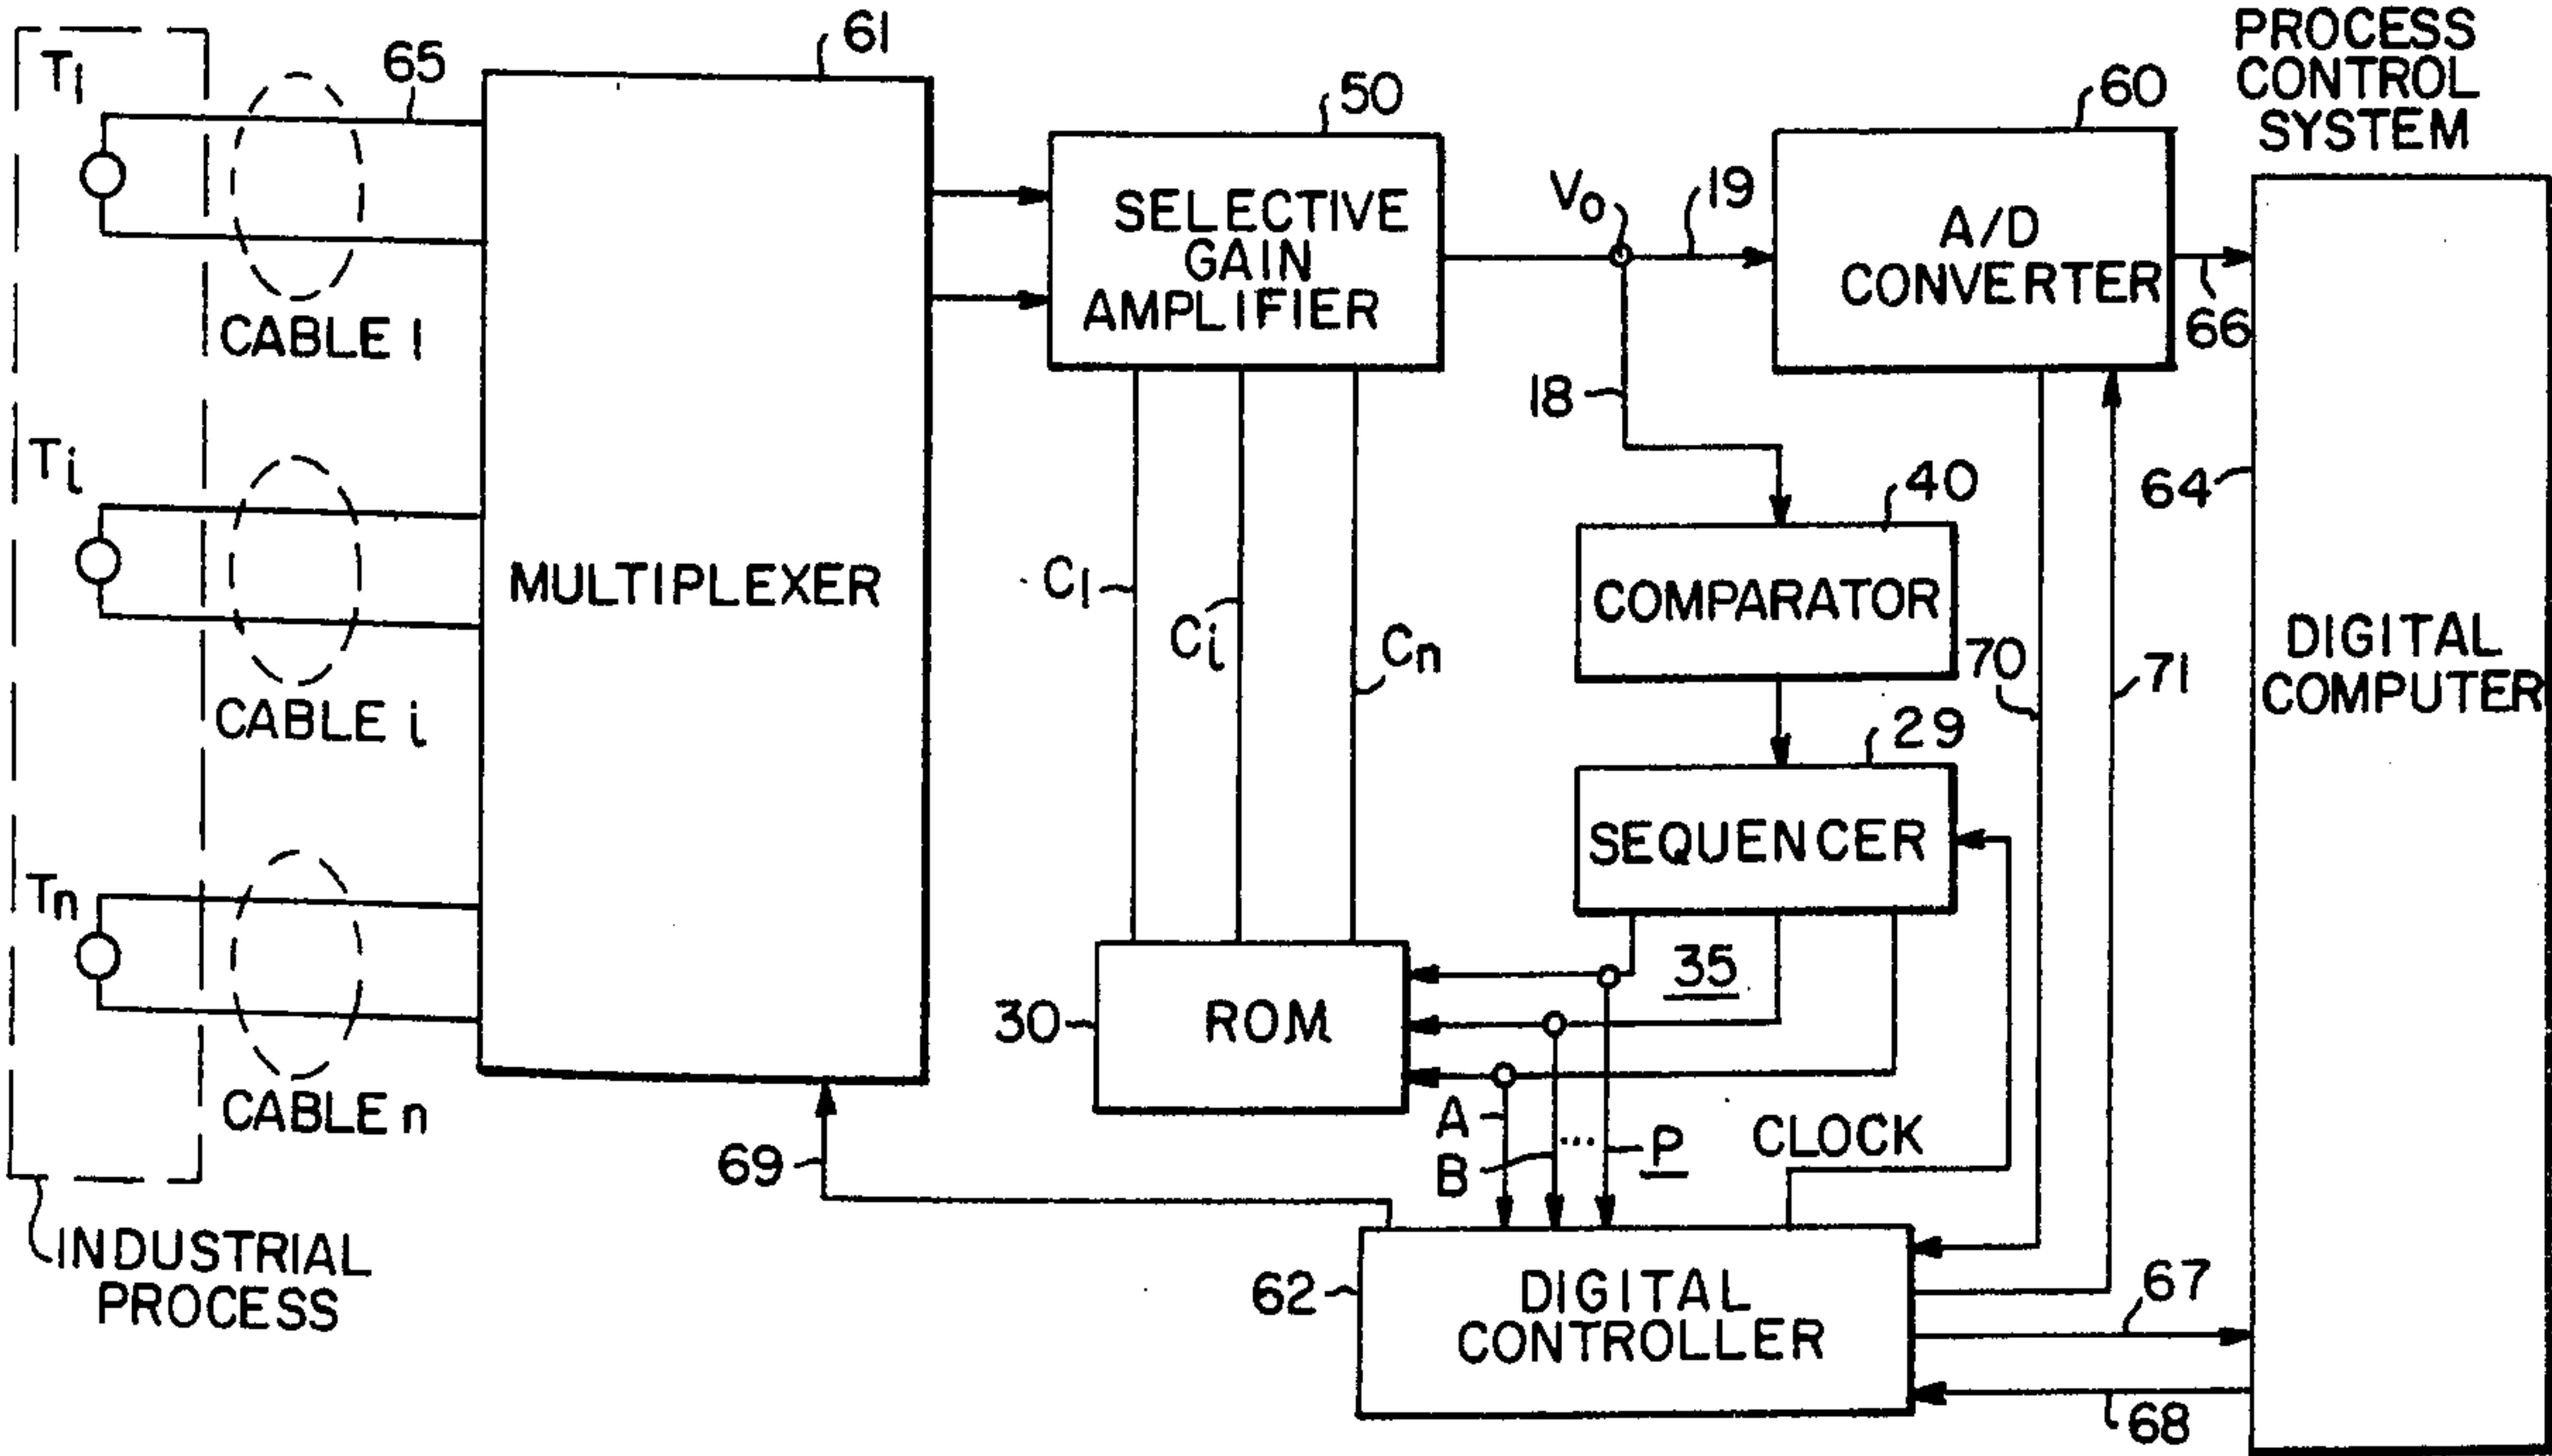 T1
65
61
50
60
PROCESS
CONTROL
SYSTEM
CABLE 1
SELECTIVE
GAIN
AMPLIFIER
Vo
19
A/D
CONVERTER
66
18
Ti
CABLE i
MULTIPLEXER
C1
Ci
Cn
40
COMPARATOR
70
71
64
DIGITAL
COMPUTER
29
SEQUENCER
Tn
CABLE n
30
ROM
35
A
B
...
P
CLOCK
69
INDUSTRIAL
PROCESS
62
DIGITAL
CONTROLLER
67
68